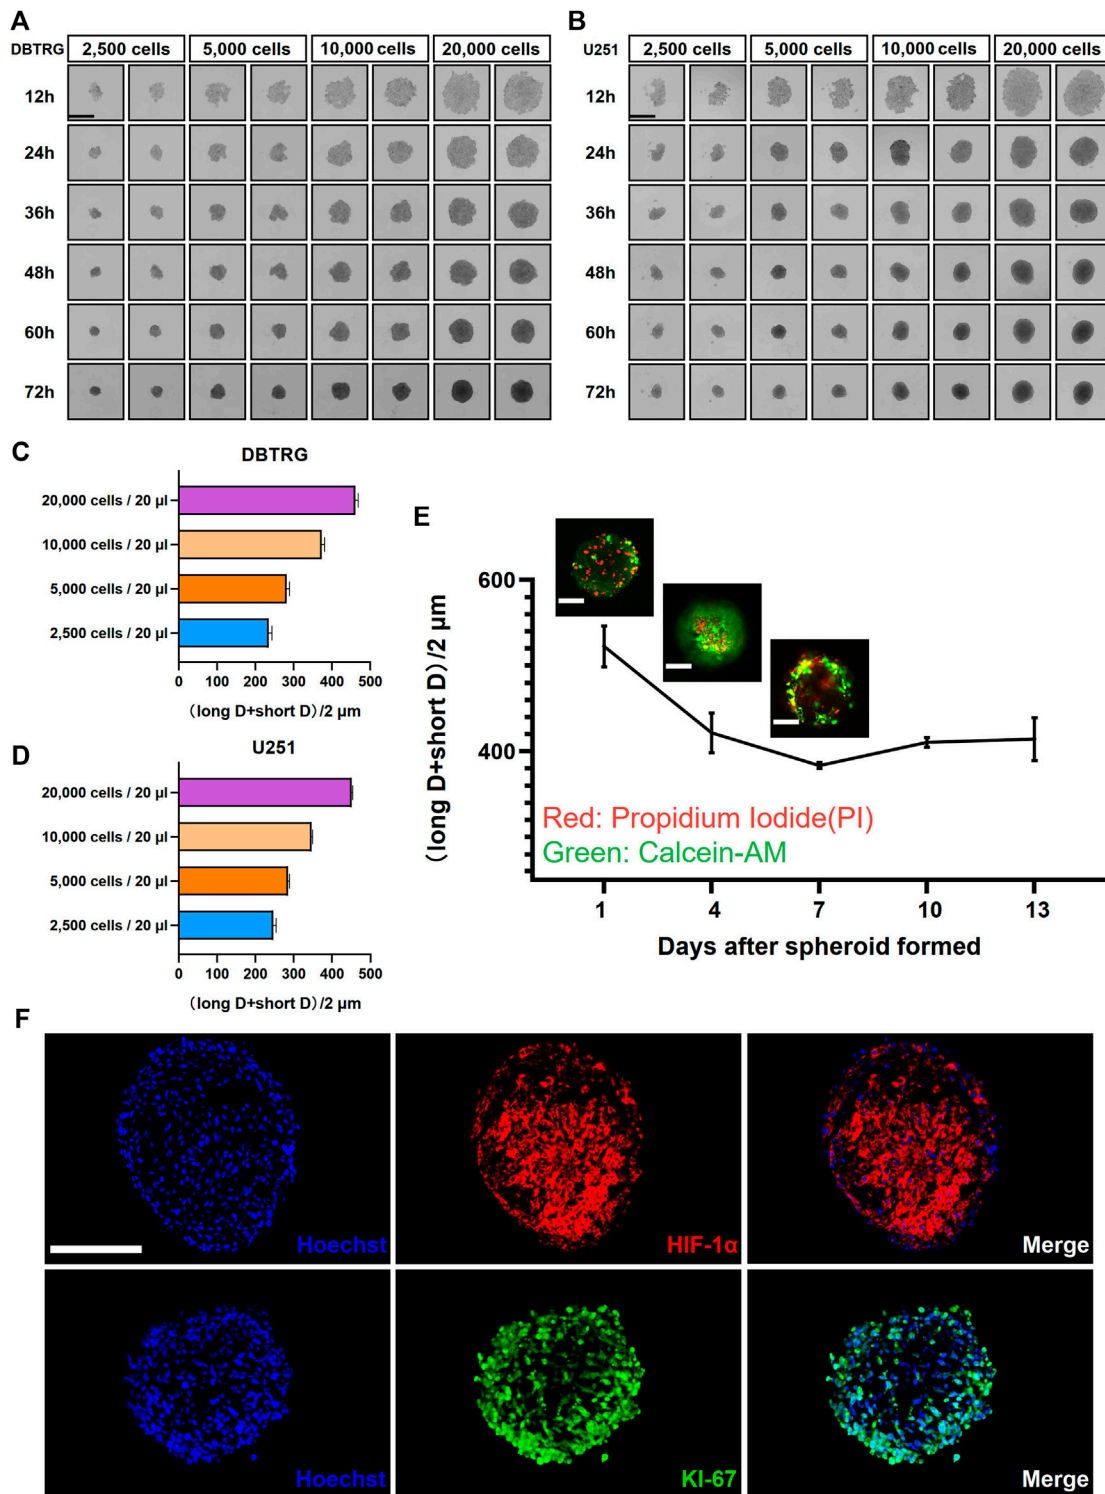 A
DBTRG 2,500 cells 5,000 cells 10,000 cells 20,000 cells
12h
24h
36h
48h
60h
72h
B
U251 2,500 cells 5,000 cells 10,000 cells 20,000 cells
12h
24h
36h
48h
60h
72h
C
DBTRG
20,000 cells / 20 µl
10,000 cells / 20 µl
5,000 cells / 20 µl
2,500 cells / 20 µl
0 100 200 300 400 500
(long D+short D)/2 µm
D
U251
20,000 cells / 20 µl
10,000 cells / 20 µl
5,000 cells / 20 µl
2,500 cells / 20 µl
0 100 200 300 400 500
(long D+short D)/2 µm
E
(long D+short D)/2 µm
600
400
Red: Propidium Iodide(PI)
Green: Calcein-AM
1 4 7 10 13
Days after spheroid formed
F
Hoechst HIF-1α Merge
Hoechst KI-67 Merge